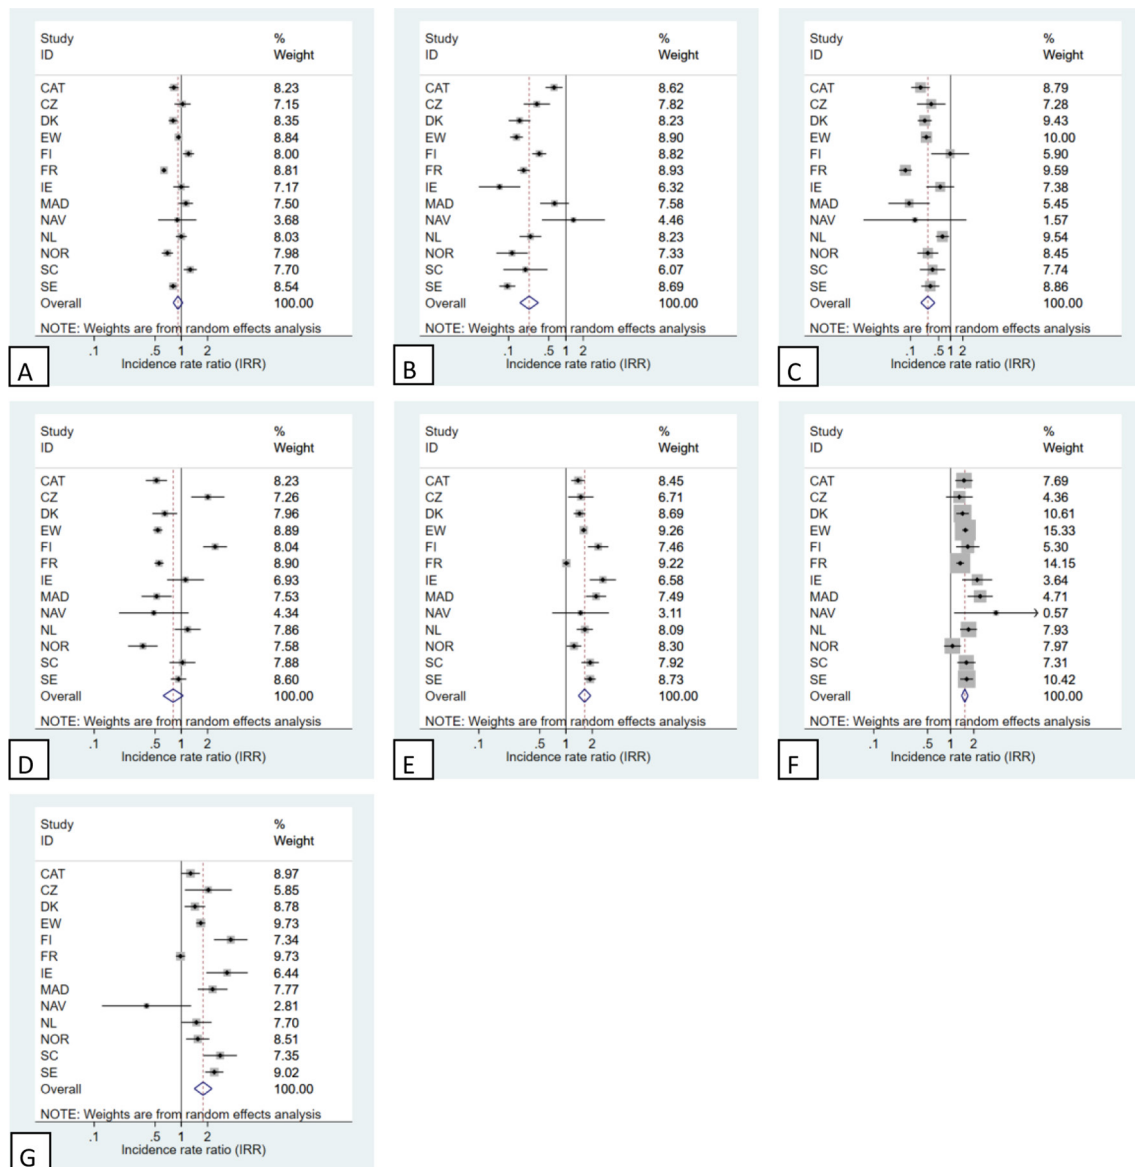 Study %
ID Weight
CAT 8.23
CZ 7.15
DK 8.35
EW 8.84
FI 8.00
FR 8.81
IE 7.17
MAD 7.50
NAV 3.68
NL 8.03
NOR 7.98
SC 7.70
SE 8.54
Overall 100.00
NOTE: Weights are from random effects analysis
.1 .5 1 2
Incidence rate ratio (IRR)
A
Study %
ID Weight
CAT 8.62
CZ 7.82
DK 8.23
EW 8.90
FI 8.82
FR 8.93
IE 6.32
MAD 7.58
NAV 4.46
NL 8.23
NOR 7.33
SC 6.07
SE 8.69
Overall 100.00
NOTE: Weights are from random effects analysis
.1 .5 1 2
Incidence rate ratio (IRR)
B
Study %
ID Weight
CAT 8.79
CZ 7.28
DK 9.43
EW 10.00
FI 5.90
FR 9.59
IE 7.38
MAD 5.45
NAV 1.57
NL 9.54
NOR 8.45
SC 7.74
SE 8.86
Overall 100.00
NOTE: Weights are from random effects analysis
.1 .5 1 2
Incidence rate ratio (IRR)
C
Study %
ID Weight
CAT 8.23
CZ 7.26
DK 7.96
EW 8.89
FI 8.04
FR 8.90
IE 6.93
MAD 7.53
NAV 4.34
NL 7.86
NOR 7.58
SC 7.88
SE 8.60
Overall 100.00
NOTE: Weights are from random effects analysis
.1 .5 1 2
Incidence rate ratio (IRR)
D
Study %
ID Weight
CAT 8.45
CZ 6.71
DK 8.69
EW 9.26
FI 7.46
FR 9.22
IE 6.58
MAD 7.49
NAV 3.11
NL 8.09
NOR 8.30
SC 7.92
SE 8.73
Overall 100.00
NOTE: Weights are from random effects analysis
.1 .5 1 2
Incidence rate ratio (IRR)
E
Study %
ID Weight
CAT 7.69
CZ 4.36
DK 10.61
EW 15.33
FI 5.30
FR 14.15
IE 3.64
MAD 4.71
NAV 0.57
NL 7.93
NOR 7.97
SC 7.31
SE 10.42
Overall 100.00
NOTE: Weights are from random effects analysis
.1 .5 1 2
Incidence rate ratio (IRR)
F
Study %
ID Weight
CAT 8.97
CZ 5.85
DK 8.78
EW 9.73
FI 7.34
FR 9.73
IE 6.44
MAD 7.77
NAV 2.81
NL 7.70
NOR 8.51
SC 7.35
SE 9.02
Overall 100.00
NOTE: Weights are from random effects analysis
.1 .5 1 2
Incidence rate ratio (IRR)
G